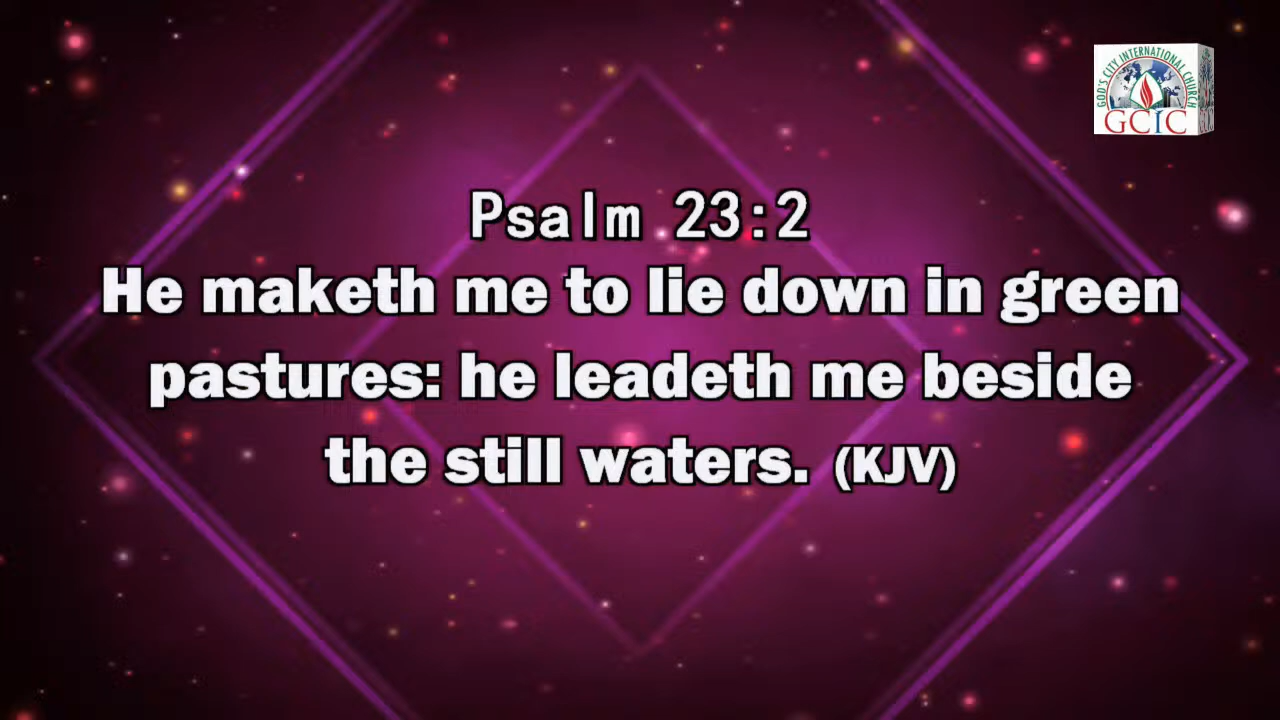 GOD'S CITY INTERNATIONAL CHURCH
GCIC
Psalm 23:2
He maketh me to lie down in green
pastures: he leadeth me beside
the still waters. (KJV)